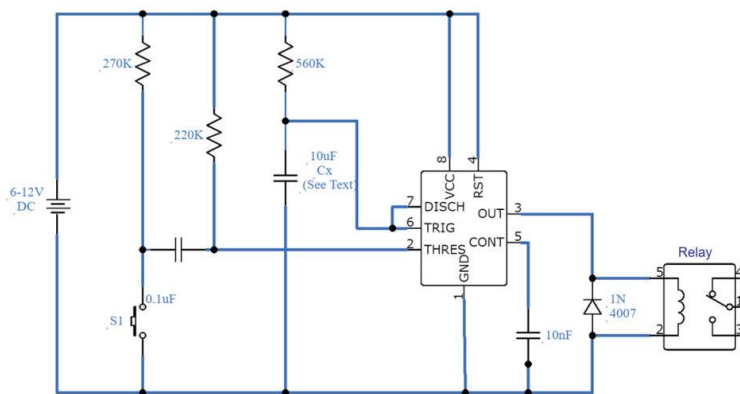 270K
560K
220K
10uF
Cx
(See Text)
6-12V
DC
0.1uF
S1
8
4
VCC
RST
7
DISCH
6
TRIG
2
THRES
OUT
3
CONT
5
GND
1
10nF
1N
4007
Relay
5
4
1
2
3